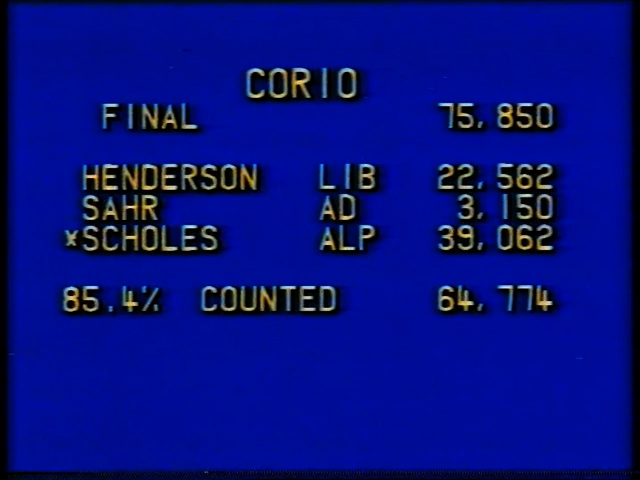 CORIO
FINAL 75,850
HENDERSON LIB 22,562
SAHR AD 3,150
*SCHOLES ALP 39,062
85.4% COUNTED 64,774